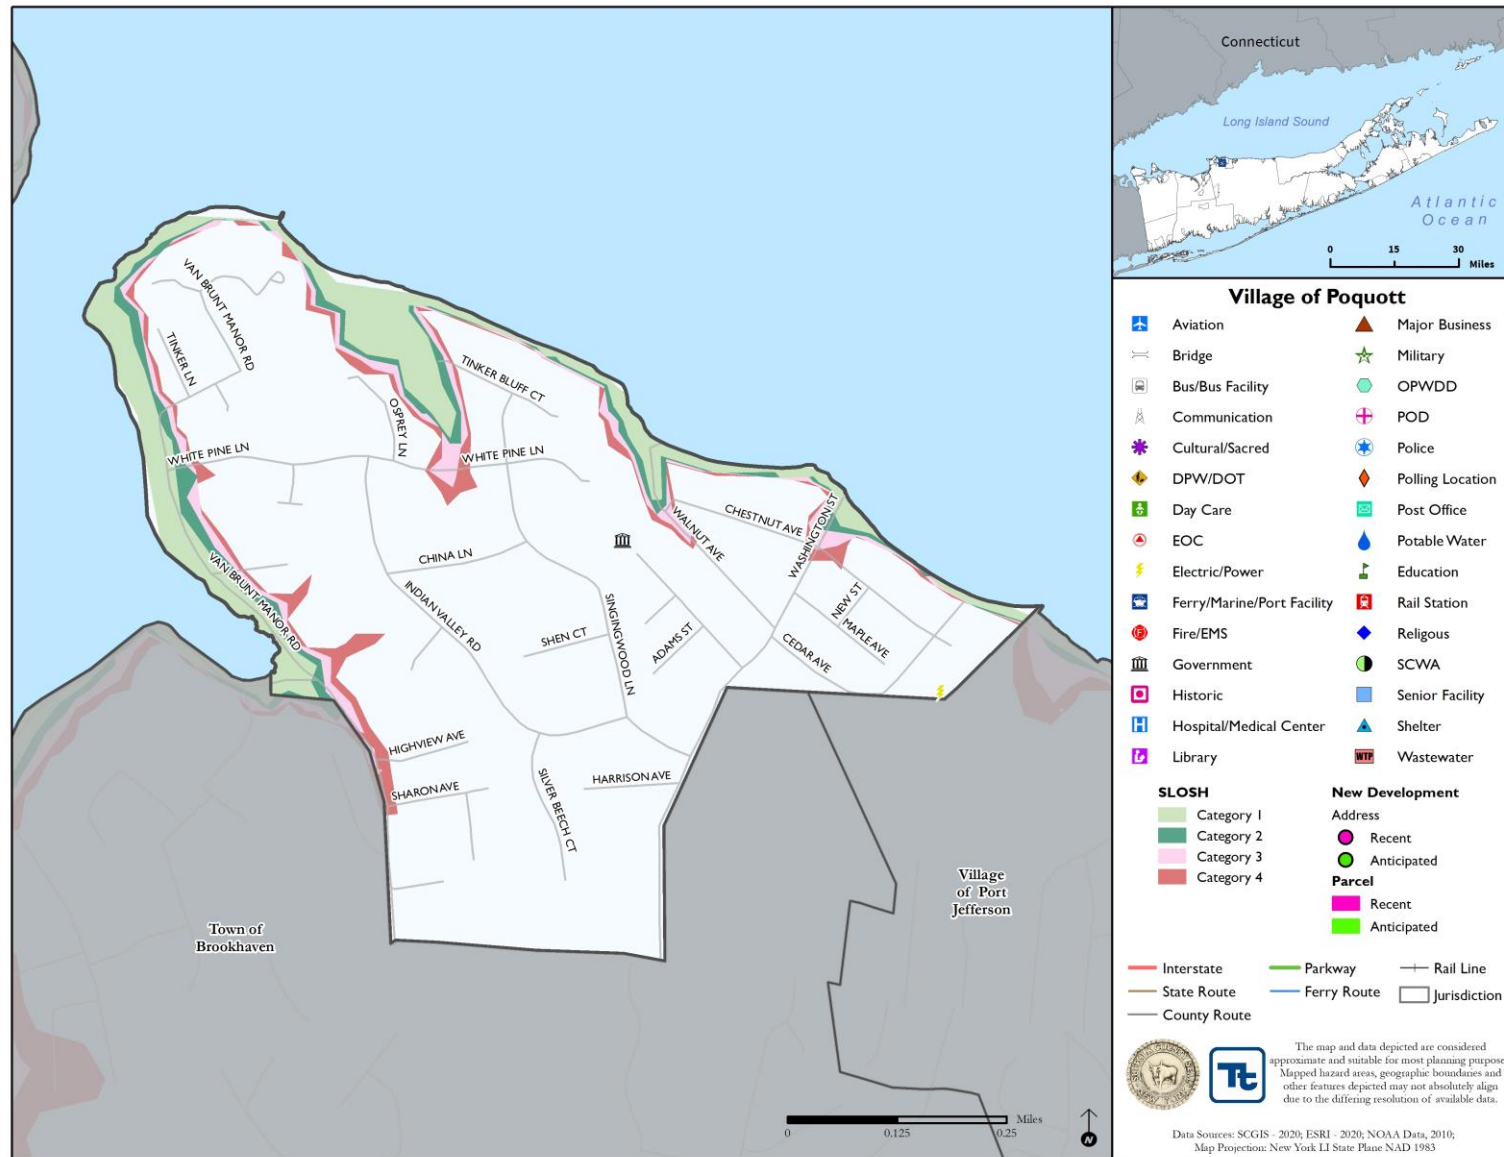 Connecticut
Long Island Sound
Atlantic
Ocean
0 15 30
Miles
VAN BRUNT MANOR RD
TINKER LN
TINKER BLUFF CT
OSPREY LN
WHITE PINE LN
WHITE PINE LN
CHESTNUT AVE
WALNUT AVE
WASHINGTON ST
CHINA LN
VAN BRUNT MANOR RD
INDIAN VALLEY RD
SINGINGWOOD LN
SHEN CT
ADAMS ST
NEW ST
MAPLE AVE
CEDAR AVE
HIGHVIEW AVE
SHARON AVE
SILVER BEECH CT
HARRISON AVE
Town of
Brookhaven
Village
of Port
Jefferson
Miles
0 0.125 0.25
N
Village of Poquott
Aviation
Bridge
Bus/Bus Facility
Communication
Cultural/Sacred
DPW/DOT
Day Care
EOC
Electric/Power
Ferry/Marine/Port Facility
Fire/EMS
Government
Historic
Hospital/Medical Center
Library
Major Business
Military
OPWDD
POD
Police
Polling Location
Post Office
Potable Water
Education
Rail Station
Religous
SCWA
Senior Facility
Shelter
WTP Wastewater
SLOSH
Category 1
Category 2
Category 3
Category 4
New Development
Address
Recent
Anticipated
Parcel
Recent
Anticipated
Interstate
State Route
County Route
Parkway
Ferry Route
Rail Line
Jurisdiction
Tt
The map and data depicted are considered
approximate and suitable for most planning purpose
Mapped hazard areas, geographic boundaries and
other features depicted may not absolutely align
due to the differing resolution of available data.
Data Sources: SCGIS - 2020; ESRI - 2020; NOAA Data, 2010;
Map Projection: New York LI State Plane NAD 1983